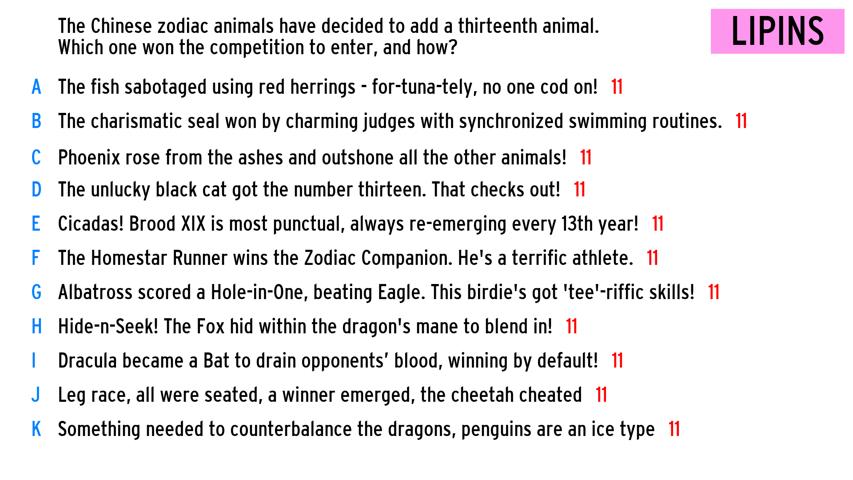 The Chinese zodiac animals have decided to add a thirteenth animal.
Which one won the competition to enter, and how?
LIPINS
A The fish sabotaged using red herrings - for-tuna-tely, no one cod on! 11
B The charismatic seal won by charming judges with synchronized swimming routines. 11
C Phoenix rose from the ashes and outshone all the other animals! 11
D The unlucky black cat got the number thirteen. That checks out! 11
E Cicadas! Brood XIX is most punctual, always re-emerging every 13th year! 11
F The Homestar Runner wins the Zodiac Companion. He's a terrific athlete. 11
G Albatross scored a Hole-in-One, beating Eagle. This birdie's got 'tee'-riffic skills! 11
H Hide-n-Seek! The Fox hid within the dragon's mane to blend in! 11
I Dracula became a Bat to drain opponents’ blood, winning by default! 11
J Leg race, all were seated, a winner emerged, the cheetah cheated 11
K Something needed to counterbalance the dragons, penguins are an ice type 11